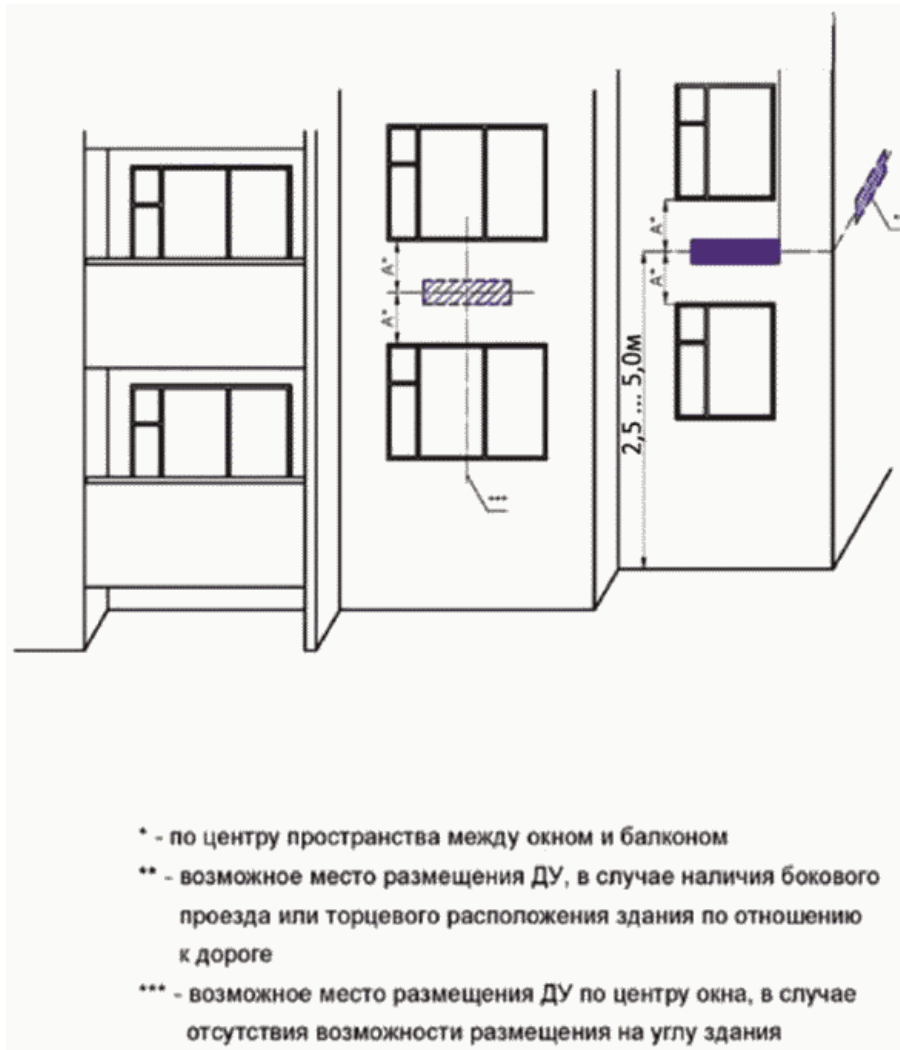 А*
А*
А*
А*
2,5 ... 5,0м
***
* - по центру пространства между окном и балконом
** - возможное место размещения ДУ, в случае наличия бокового
проезда или торцевого расположения здания по отношению
к дороге
*** - возможное место размещения ДУ по центру окна, в случае
отсутствия возможности размещения на углу здания